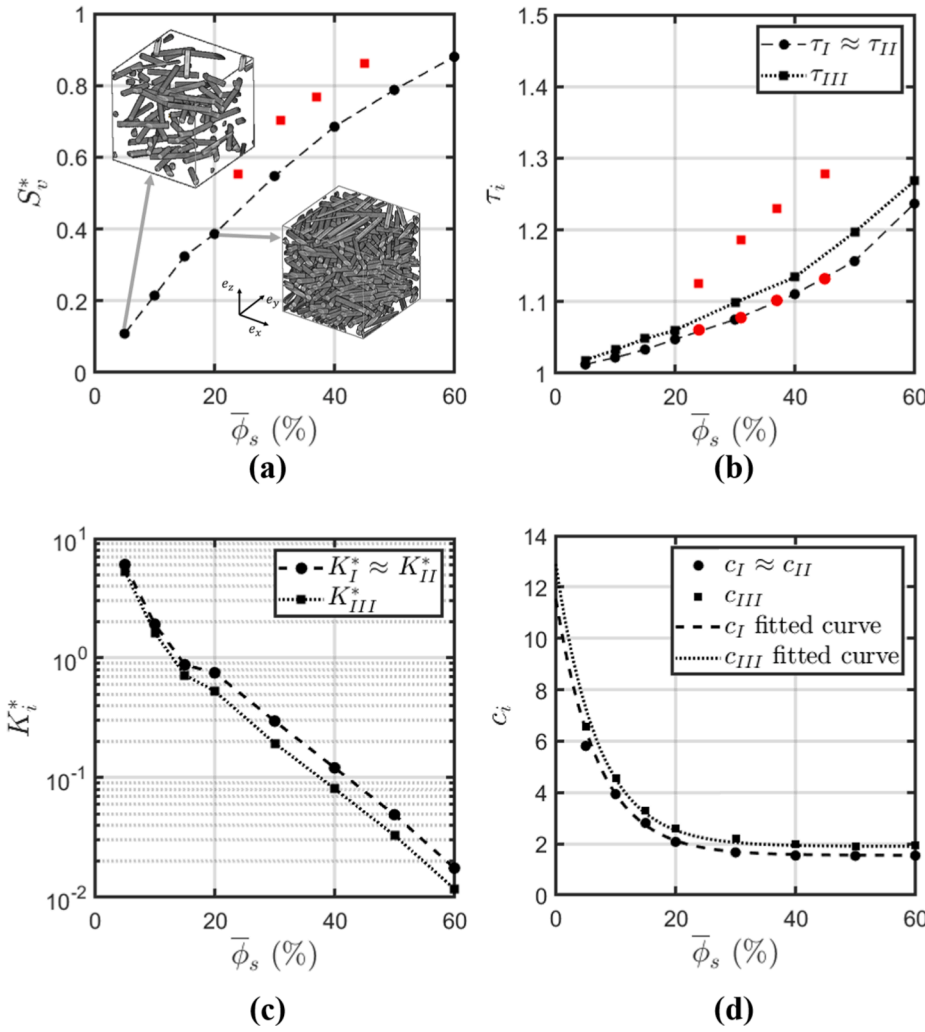 1
0.8
0.6
0.4
0.2
0
0 20 40 60
S*_v
ϕ̅_s (%)
e_z
e_y
e_x
(a)
1.5
1.4
1.3
1.2
1.1
1
0 20 40 60
τ_i
τ_I ≈ τ_II
τ_III
ϕ̅_s (%)
(b)
10^1
10^0
10^-1
10^-2
0 20 40 60
K*_i
K*_I ≈ K*_II
K*_III
ϕ̅_s (%)
(c)
14
12
10
8
6
4
2
0
0 20 40 60
c_i
c_I ≈ c_II
c_III
c_I fitted curve
c_III fitted curve
ϕ̅_s (%)
(d)